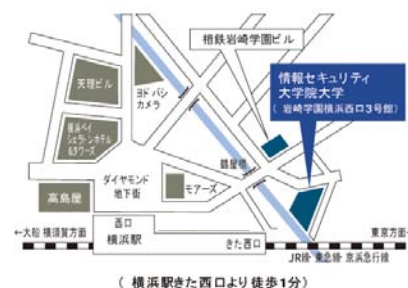 相鉄岩崎学園ビル
天理ビル
ヨドバシ
カメラ
情報セキュリティ
大学院大学
( 岩崎学園横浜西口3号館)
横浜ベイ
シェラトンホテル
&タワーズ
鶴屋橋
ダイヤモンド
地下街
モアーズ
高島屋
西口
横浜駅
きた西口
←大船 横須賀方面
東京方面→
JR線・東急線・京浜急行線
( 横浜駅きた西口より徒歩1分)